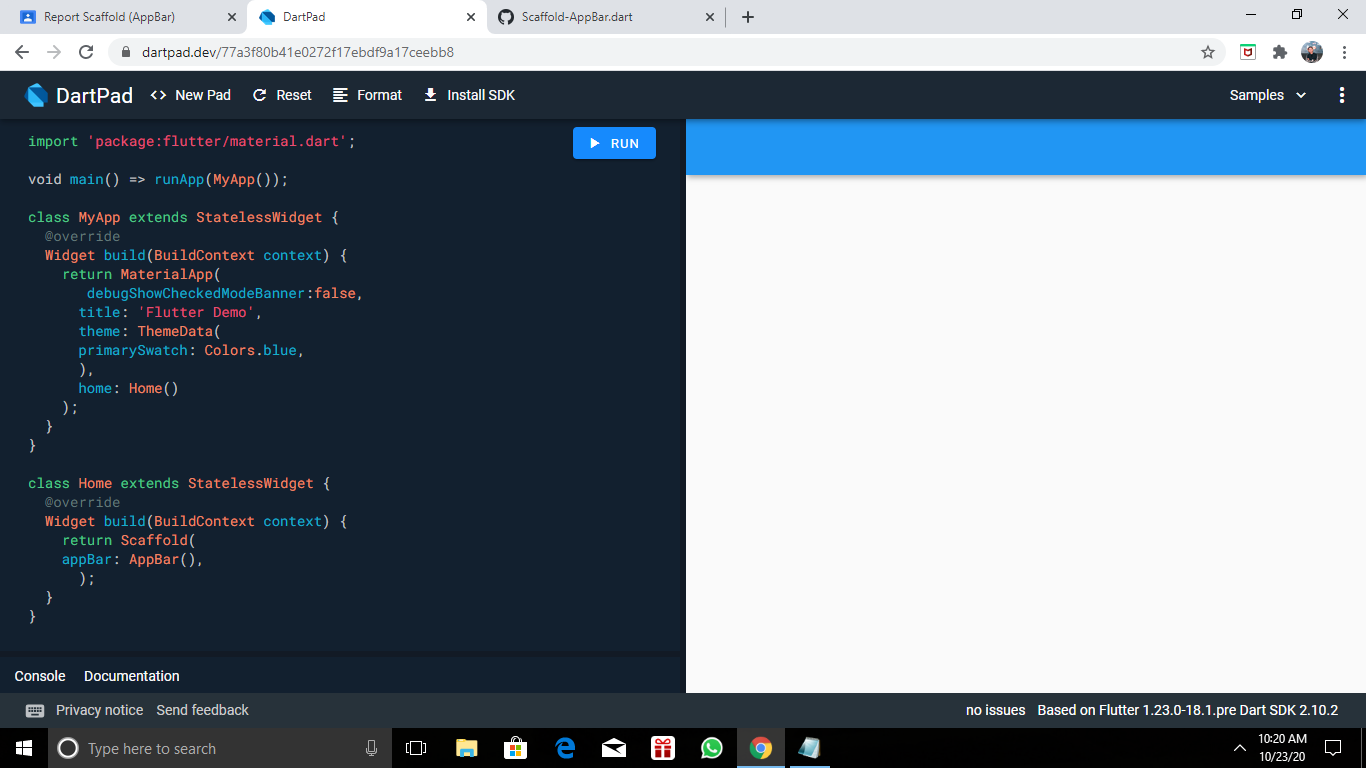 Report Scaffold (AppBar)
DartPad
Scaffold-AppBar.dart
dartpad.dev/77a3f80b41e0272f17ebdf9a17ceebb8
DartPad <> New Pad Reset Format Install SDK Samples
import 'package:flutter/material.dart';
RUN
void main() => runApp(MyApp());
class MyApp extends StatelessWidget {
@override
Widget build(BuildContext context) {
return MaterialApp(
debugShowCheckedModeBanner:false,
title: 'Flutter Demo',
theme: ThemeData(
primarySwatch: Colors.blue,
),
home: Home()
);
}
}
class Home extends StatelessWidget {
@override
Widget build(BuildContext context) {
return Scaffold(
appBar: AppBar(),
);
}
}
Console Documentation
Privacy notice Send feedback no issues Based on Flutter 1.23.0-18.1.pre Dart SDK 2.10.2
Type here to search
10:20 AM
10/23/20